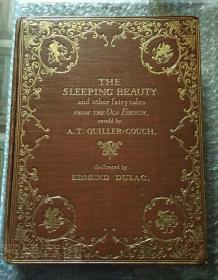 THE
SLEEPING BEAUTY
and other fairy tales
FROM THE OLD FRENCH,
retold by
A.T. QUILLER-COUCH,
illustrated by
EDMUND DULAC.